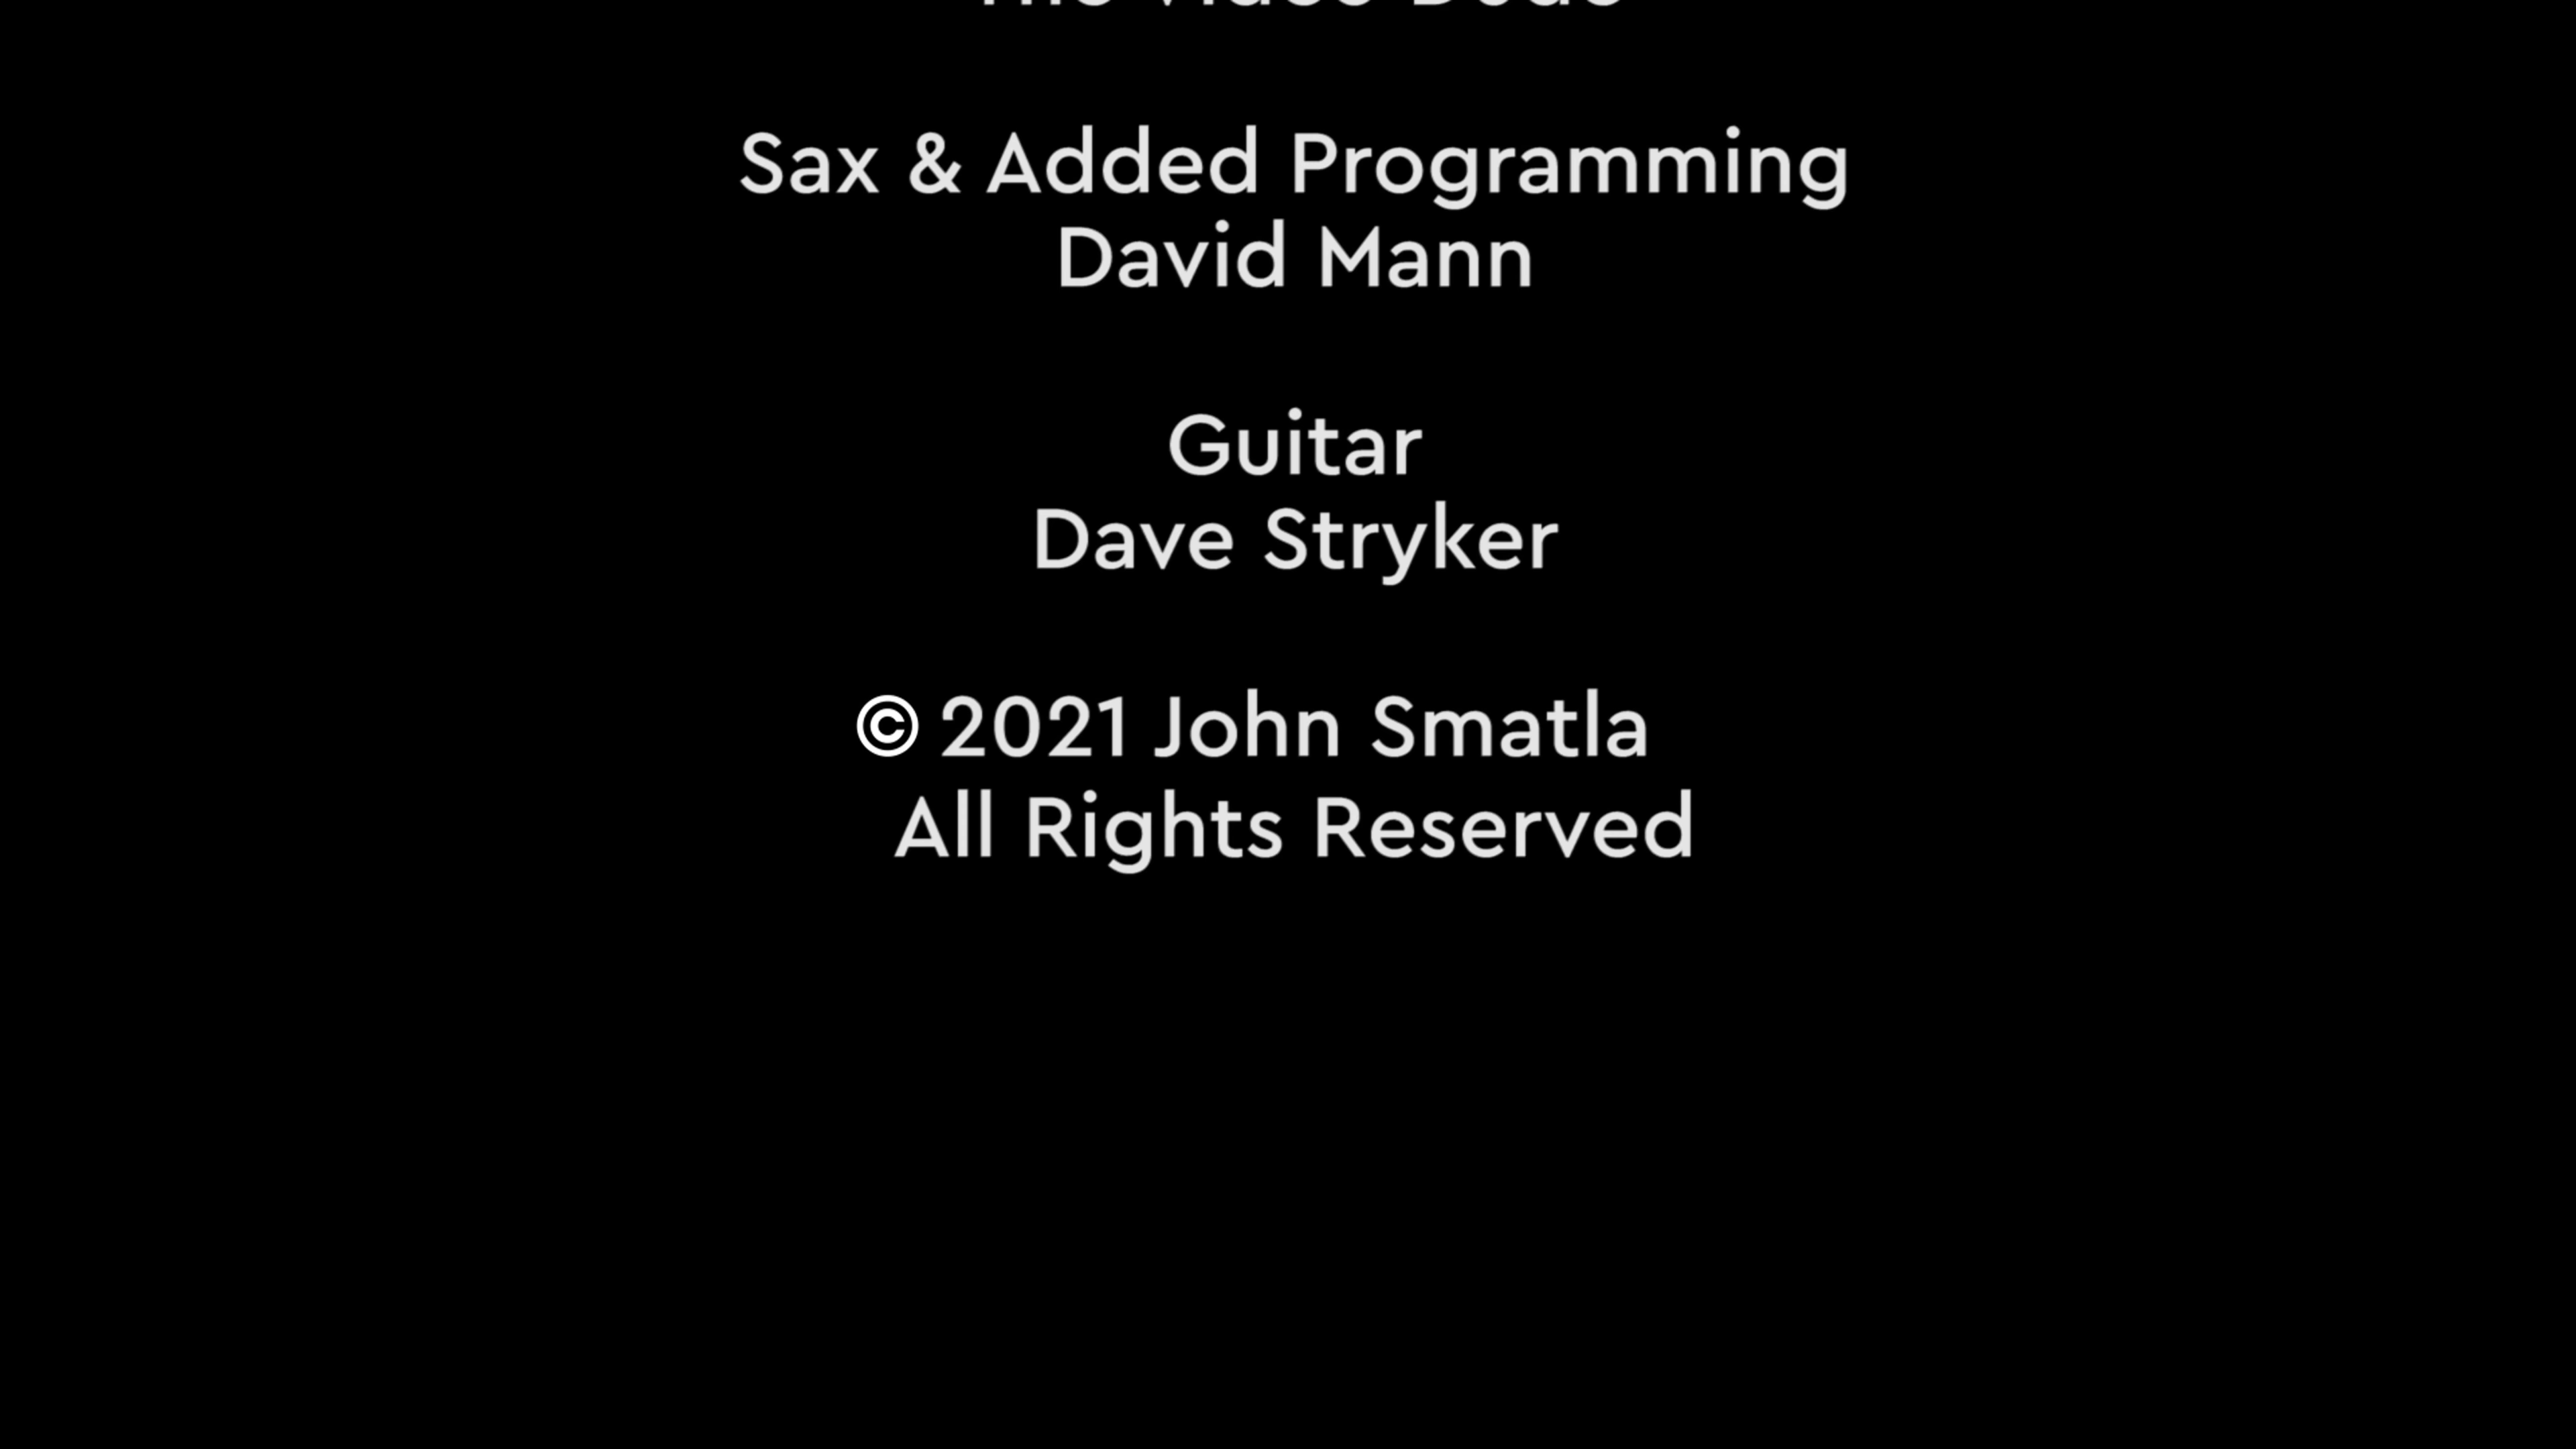 Sax & Added Programming
David Mann
Guitar
Dave Stryker
© 2021 John Smatla
All Rights Reserved